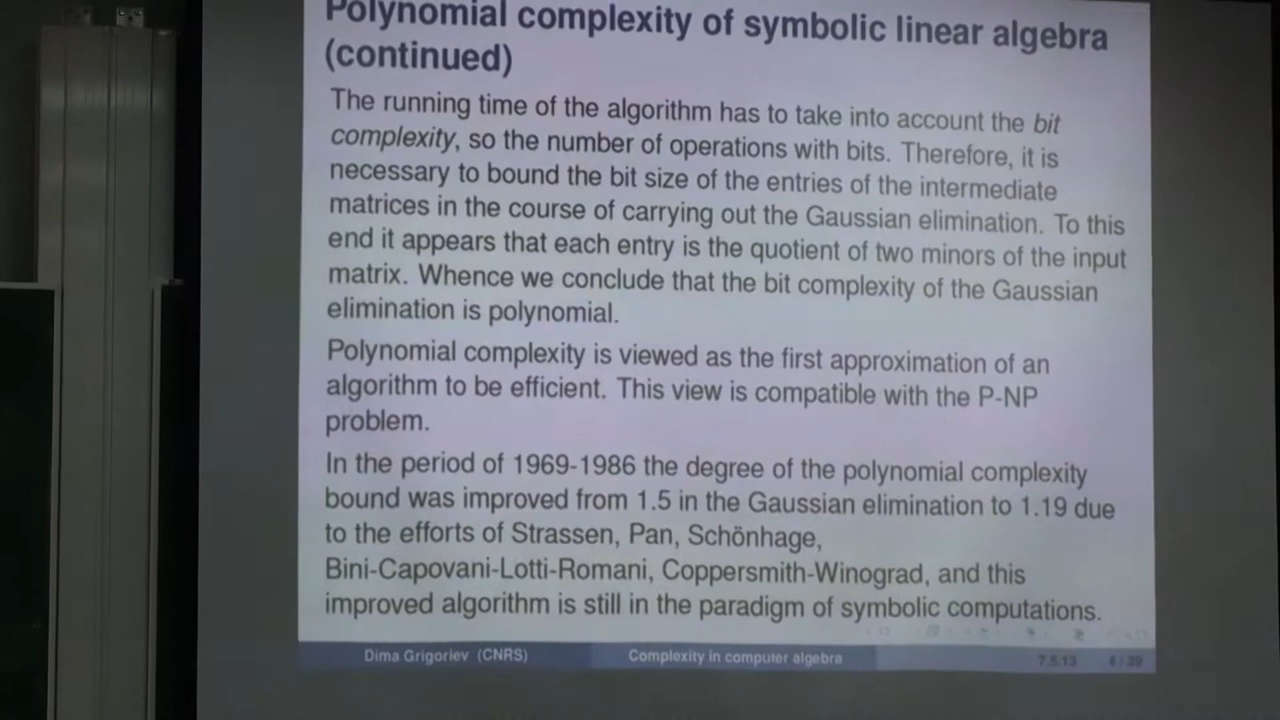 Polynomial complexity of symbolic linear algebra
(continued)
The running time of the algorithm has to take into account the bit
complexity, so the number of operations with bits. Therefore, it is
necessary to bound the bit size of the entries of the intermediate
matrices in the course of carrying out the Gaussian elimination. To this
end it appears that each entry is the quotient of two minors of the input
matrix. Whence we conclude that the bit complexity of the Gaussian
elimination is polynomial.
Polynomial complexity is viewed as the first approximation of an
algorithm to be efficient. This view is compatible with the P-NP
problem.
In the period of 1969-1986 the degree of the polynomial complexity
bound was improved from 1.5 in the Gaussian elimination to 1.19 due
to the efforts of Strassen, Pan, Schönhage,
Bini-Capovani-Lotti-Romani, Coppersmith-Winograd, and this
improved algorithm is still in the paradigm of symbolic computations.
Dima Grigoriev (CNRS) Complexity in computer algebra 7.5.13 / 39